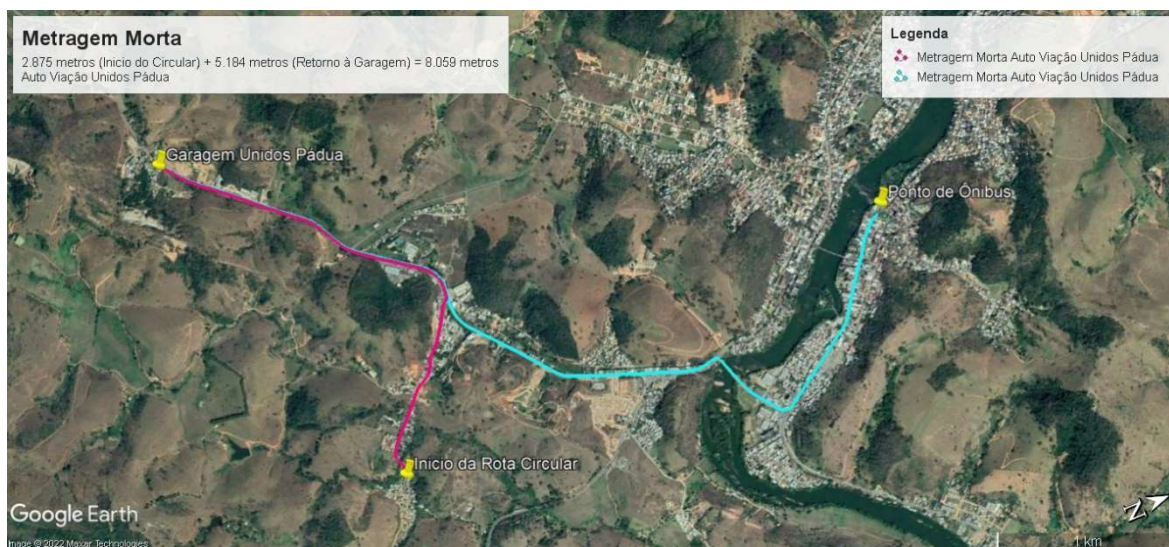 Metragem Morta
2.875 metros (Inicio do Circular) + 5.184 metros (Retorno à Garagem) = 8.059 metros
Auto Viação Unidos Pádua
Legenda
Metragem Morta Auto Viação Unidos Pádua
Metragem Morta Auto Viação Unidos Pádua
Garagem Unidos Pádua
Ponto de Ônibus
Inicio da Rota Circular
Google Earth
Image © 2022 Maxar Technologies
1 km
N